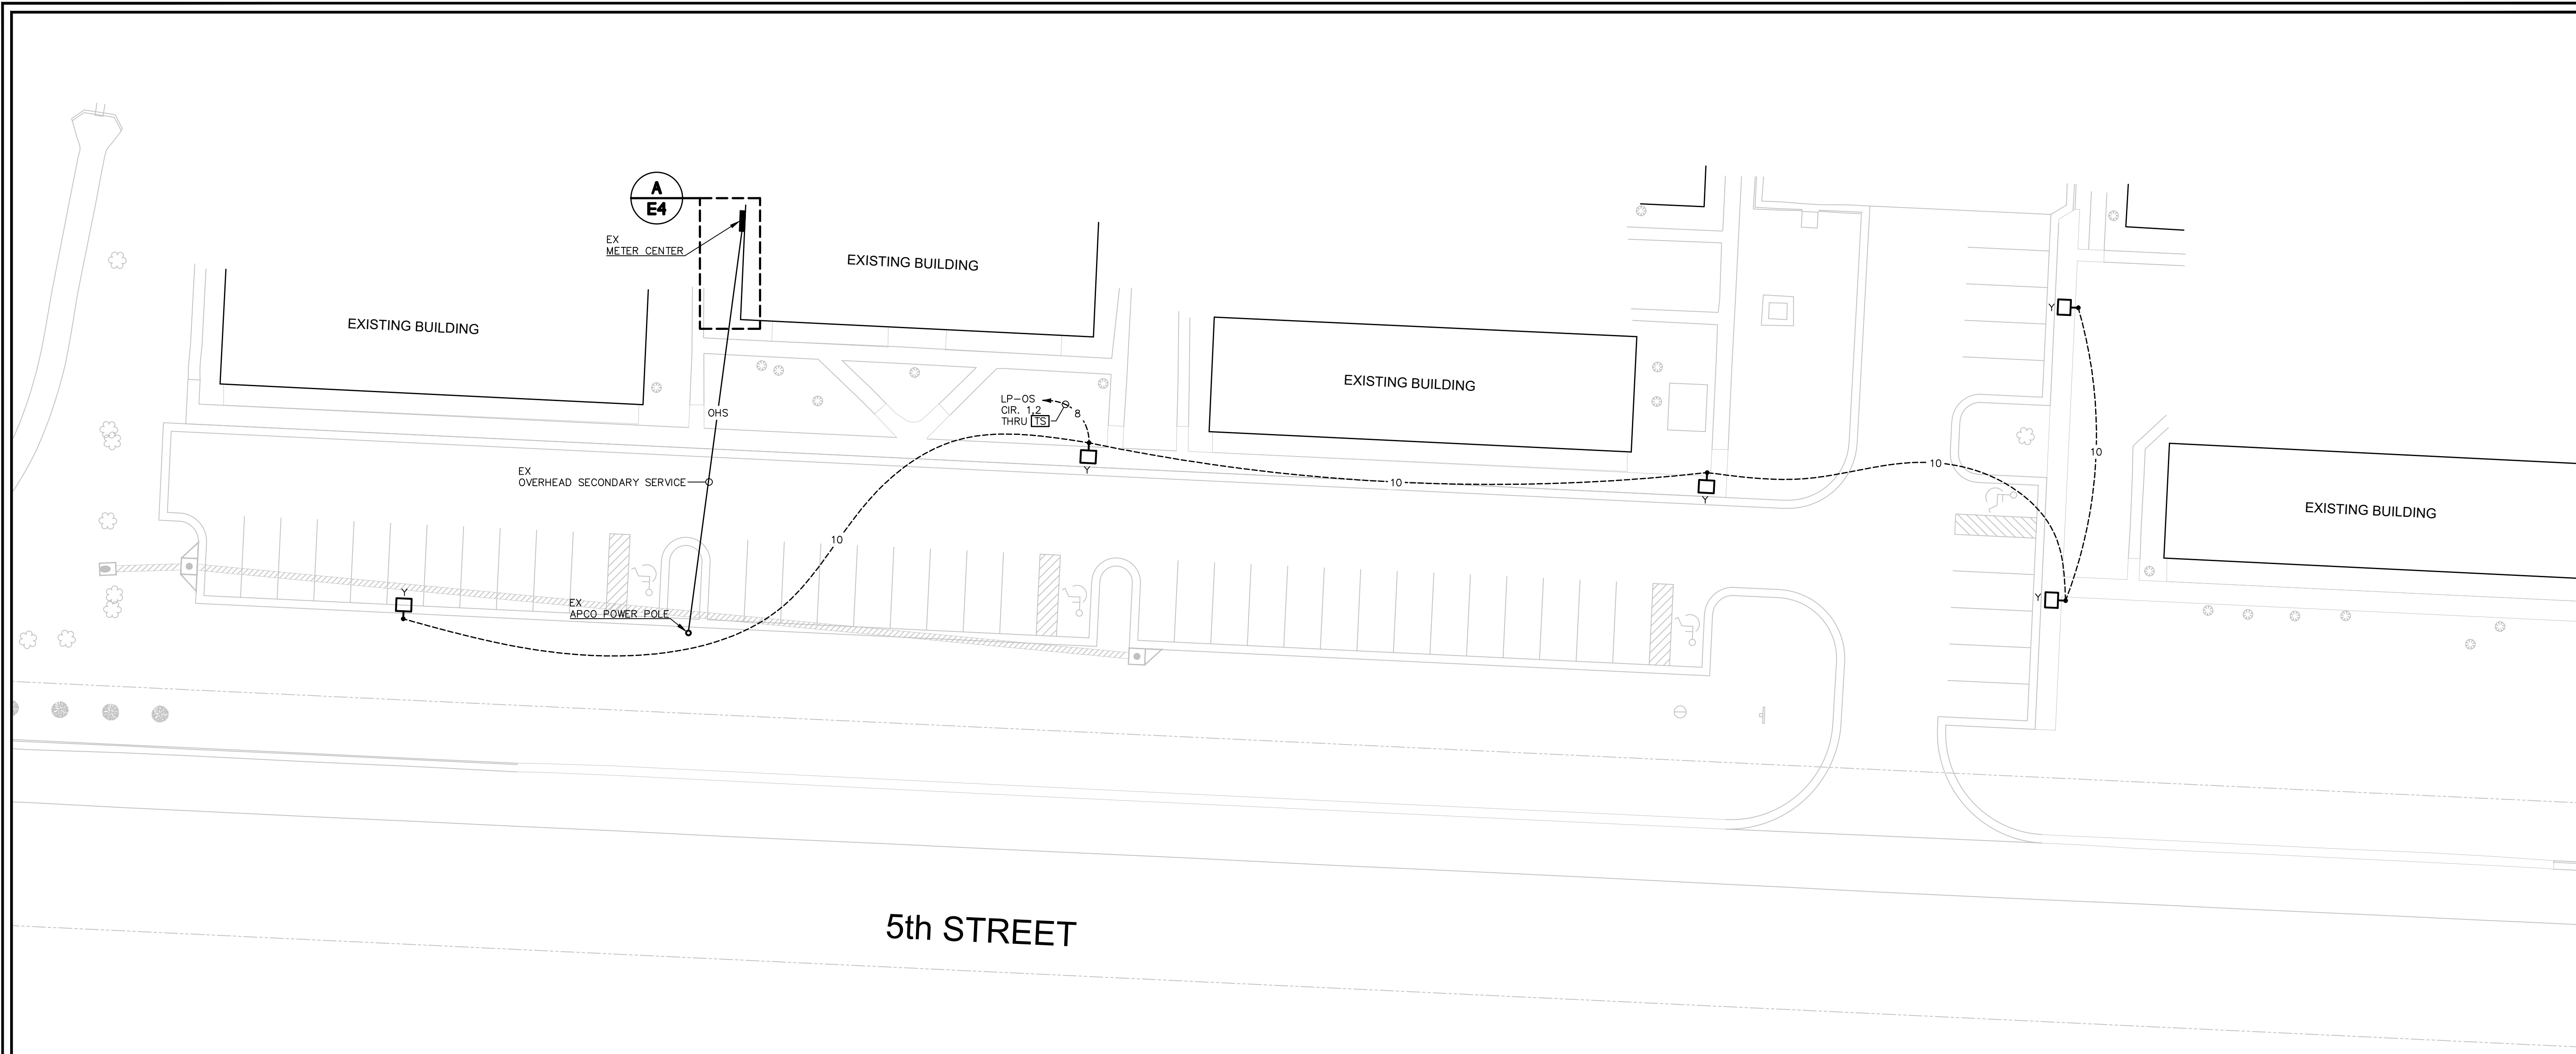 A
E4
EX
METER CENTER
EXISTING BUILDING
EXISTING BUILDING
EXISTING BUILDING
EXISTING BUILDING
LP-OS
CIR. 1,2
THRU TS
8
OHS
EX
OVERHEAD SECONDARY SERVICE
10
10
10
10
Y
Y
Y
Y
Y
EX
APCO POWER POLE
5th STREET